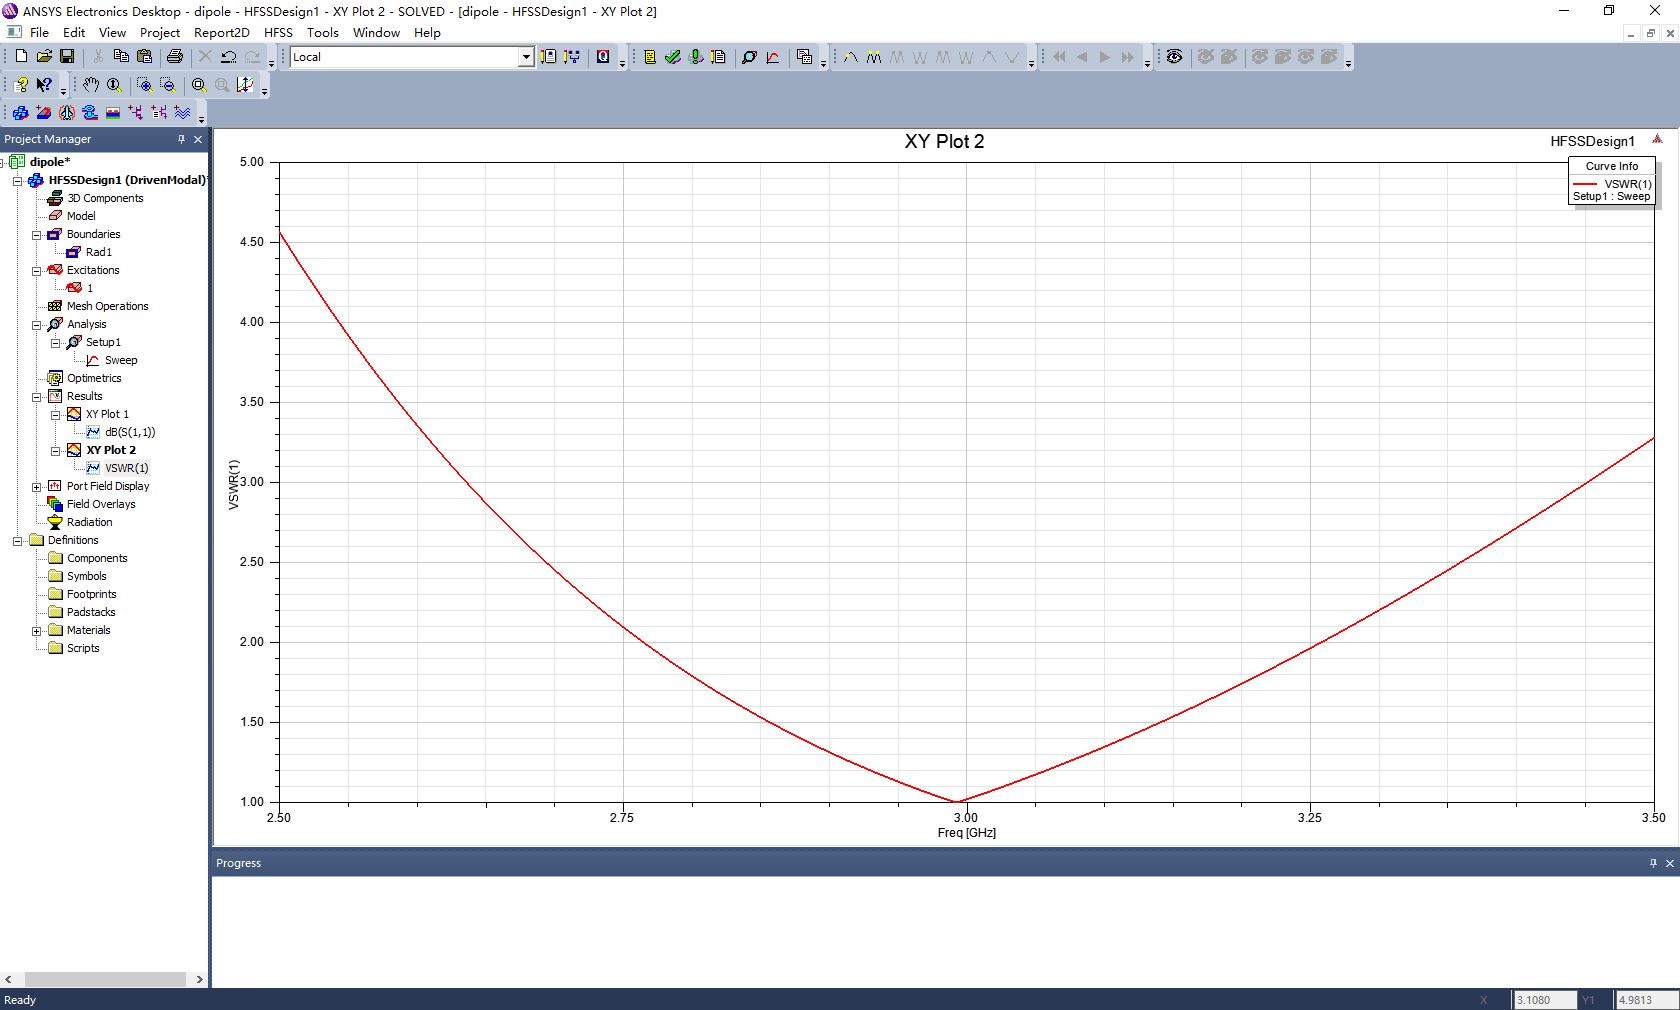 ANSYS Electronics Desktop - dipole - HFSSDesign1 - XY Plot 2 - SOLVED - [dipole - HFSSDesign1 - XY Plot 2]
File Edit View Project Report2D HFSS Tools Window Help
Local
Project Manager
dipole*
HFSSDesign1 (DrivenModal)*
3D Components
Model
Boundaries
Rad1
Excitations
1
Mesh Operations
Analysis
Setup1
Sweep
Optimetrics
Results
XY Plot 1
dB(S(1,1))
XY Plot 2
VSWR(1)
Port Field Display
Field Overlays
Radiation
Definitions
Components
Symbols
Footprints
Padstacks
Materials
Scripts
XY Plot 2
HFSSDesign1
Curve Info
VSWR(1)
Setup1 : Sweep
5.00
4.50
4.00
3.50
3.00
2.50
2.00
1.50
1.00
VSWR(1)
2.50 2.75 3.00 3.25 3.50
Freq [GHz]
Progress
Ready
X 3.1080 Y1 4.9813